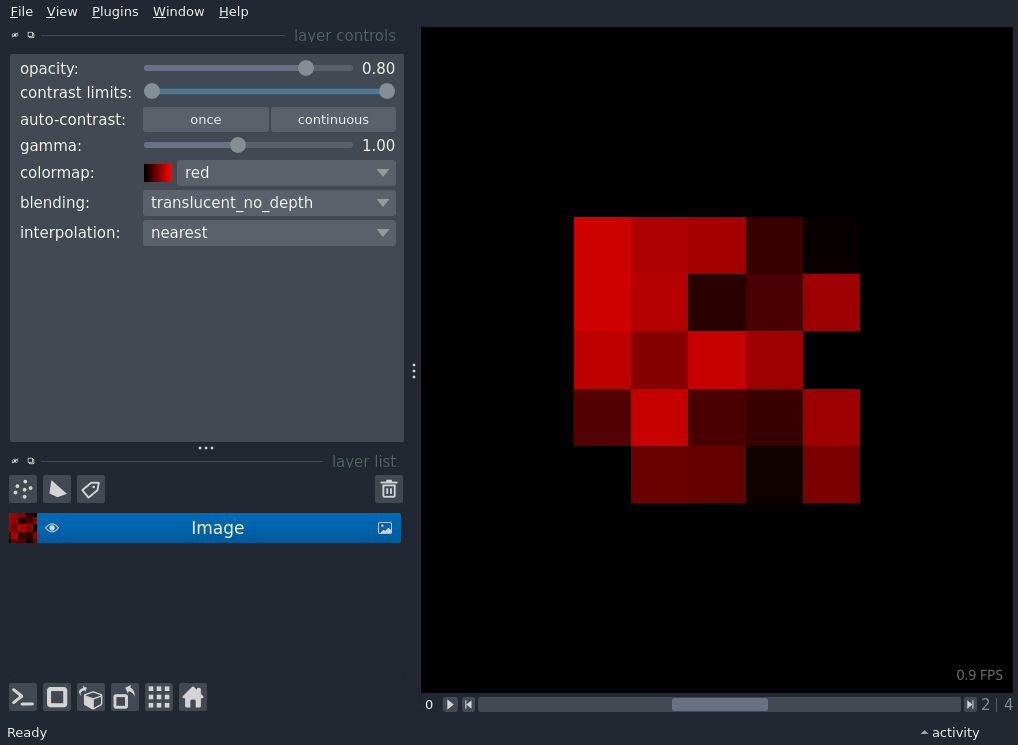 File View Plugins Window Help
layer controls
opacity: 0.80
contrast limits:
auto-contrast: once continuous
gamma: 1.00
colormap: red
blending: translucent_no_depth
interpolation: nearest
layer list
Image
0.9 FPS
0 2 | 4
Ready activity